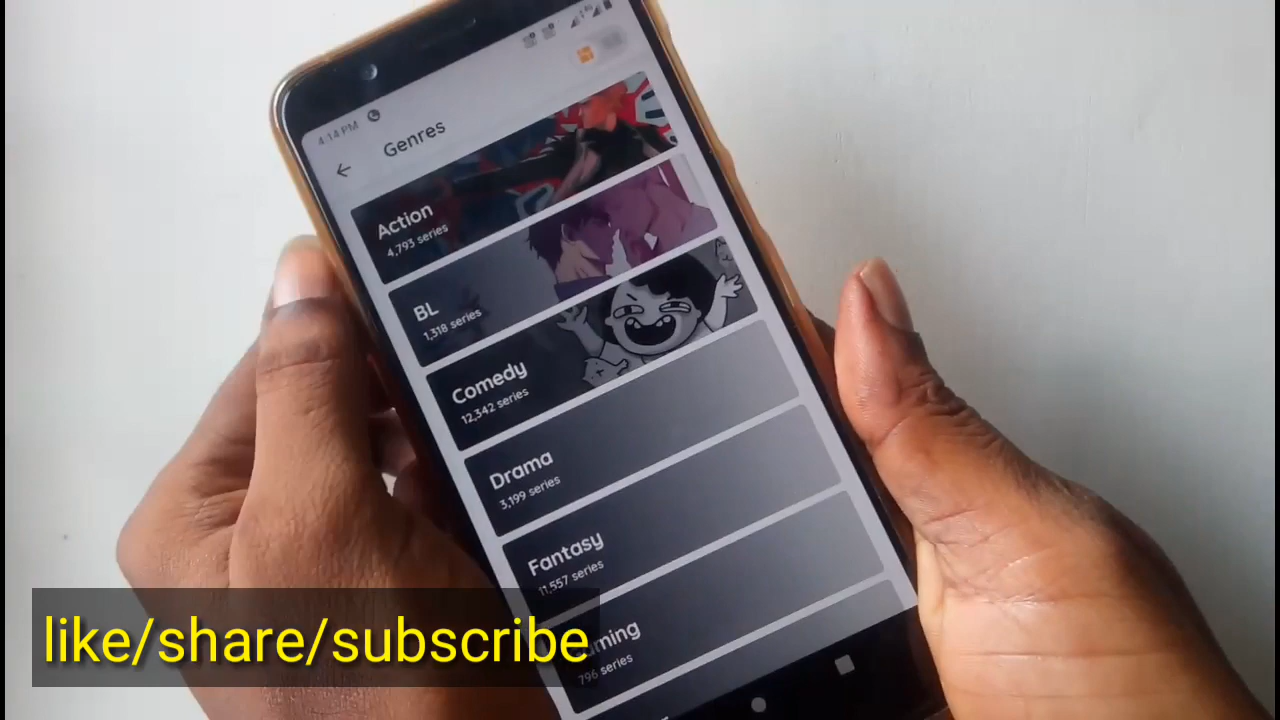 4:14 PM
Genres
Action
4,793 series
BL
1,318 series
Comedy
12,342 series
Drama
3,199 series
Fantasy
11,557 series
796 series
like/share/subscribe